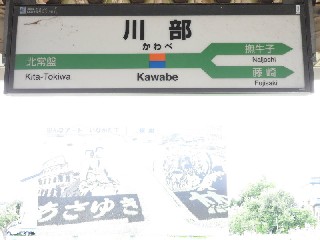 川部
かわべ
Kawabe
北常盤
Kita-Tokiwa
撫牛子
Naijoshi
藤崎
Fujisaki
あさゆき